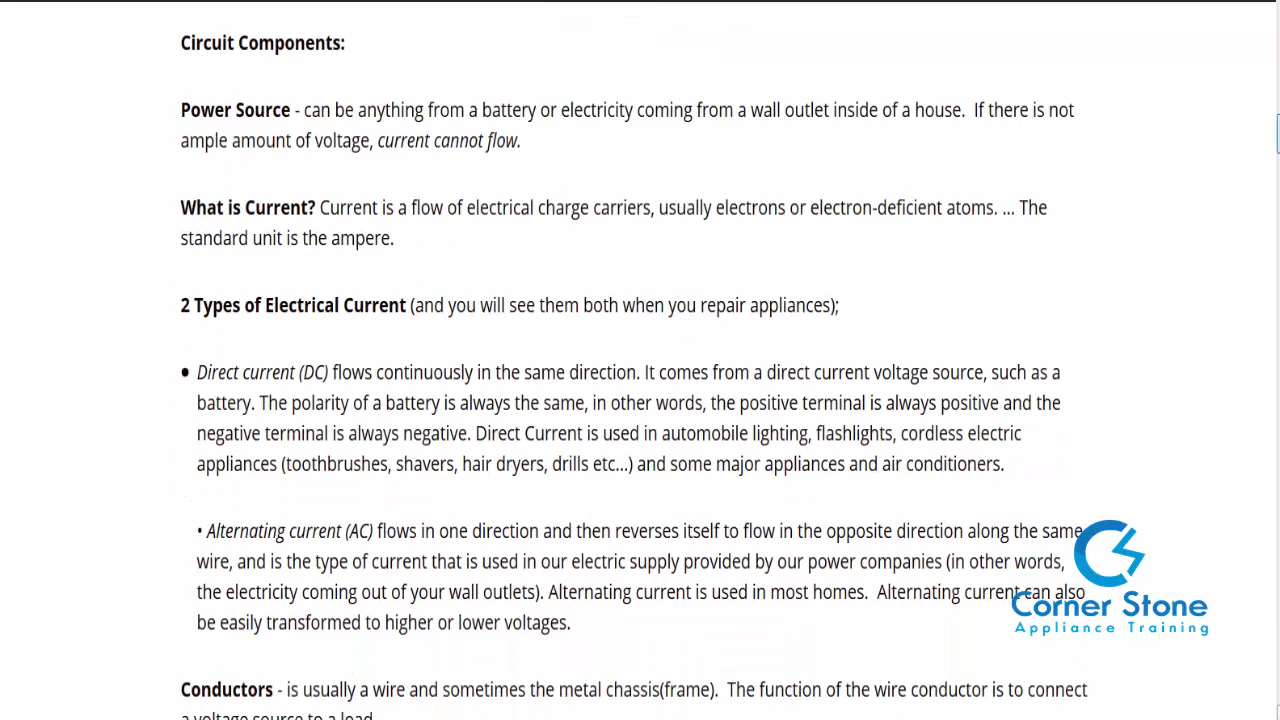 Circuit Components:
Power Source - can be anything from a battery or electricity coming from a wall outlet inside of a house.  If there is not
ample amount of voltage, current cannot flow.
What is Current? Current is a flow of electrical charge carriers, usually electrons or electron-deficient atoms. ... The
standard unit is the ampere.
2 Types of Electrical Current (and you will see them both when you repair appliances);
• Direct current (DC) flows continuously in the same direction. It comes from a direct current voltage source, such as a
battery. The polarity of a battery is always the same, in other words, the positive terminal is always positive and the
negative terminal is always negative. Direct Current is used in automobile lighting, flashlights, cordless electric
appliances (toothbrushes, shavers, hair dryers, drills etc...) and some major appliances and air conditioners.
• Alternating current (AC) flows in one direction and then reverses itself to flow in the opposite direction along the same
wire, and is the type of current that is used in our electric supply provided by our power companies (in other words,
the electricity coming out of your wall outlets). Alternating current is used in most homes.  Alternating current can also
be easily transformed to higher or lower voltages.
Corner Stone
Appliance Training
Conductors - is usually a wire and sometimes the metal chassis(frame).  The function of the wire conductor is to connect
a voltage source to a load